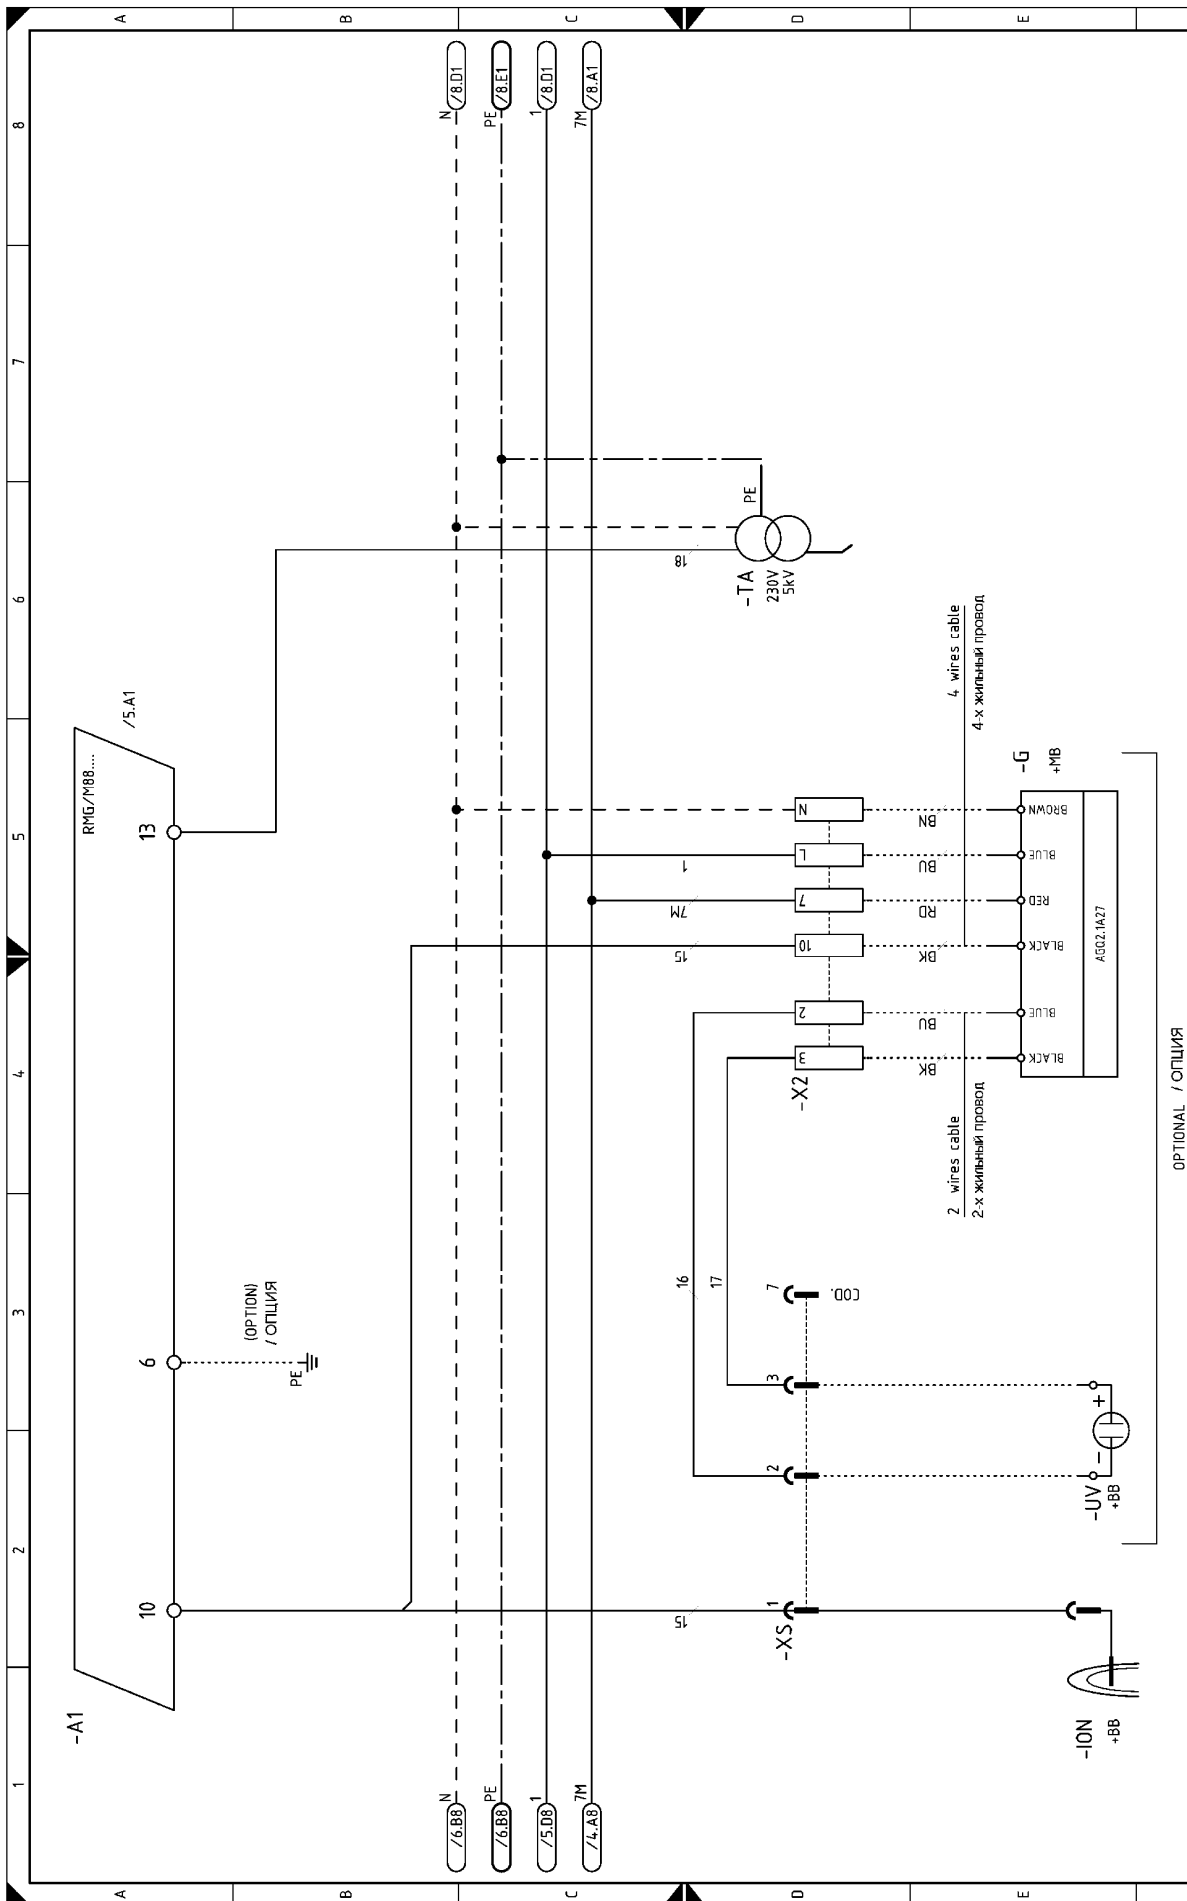 1 2 3 4 5 6 7 8
A
B
C
D
E
A
B
C
D
E
-A1
RMG/M88....
/5.A1
10
6
13
PE
(OPTION)
/ ОПЦИЯ
/6.B8 N
N /8.D1
/6.B8 PE
PE /8.E1
/5.D8 1
1 /8.D1
/4.A8 7M
7M /8.A1
15
16
17
15
7M
1
18
-XS
1
2
3
7
COD.
-X2
3
2
10
7
L
N
-TA
230V
5kV
PE
BK
BU
BK
RD
BU
BN
2 wires cable
2-х жильный провод
4 wires cable
4-х жильный провод
BLACK
BLUE
BLACK
RED
BLUE
BROWN
AGQ2.1A27
-G
+MB
-ION
+BB
-UV
+BB
-
+
OPTIONAL / ОПЦИЯ